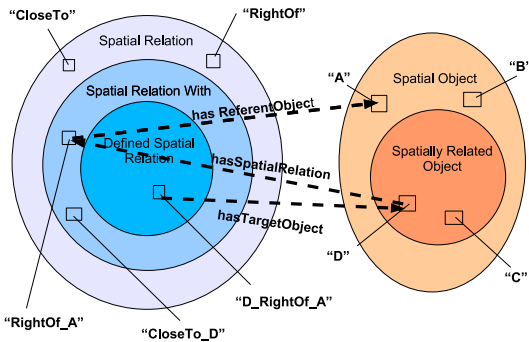 “CloseTo”
“RightOf”
Spatial Relation
“A”
Spatial Object
“B”
Spatial Relation With
has ReferentObject
Defined Spatial
Relation
hasSpatialRelation
Spatially Related
Object
hasTargetObject
“D”
“C”
“RightOf_A”
“D_RightOf_A”
“CloseTo_D”